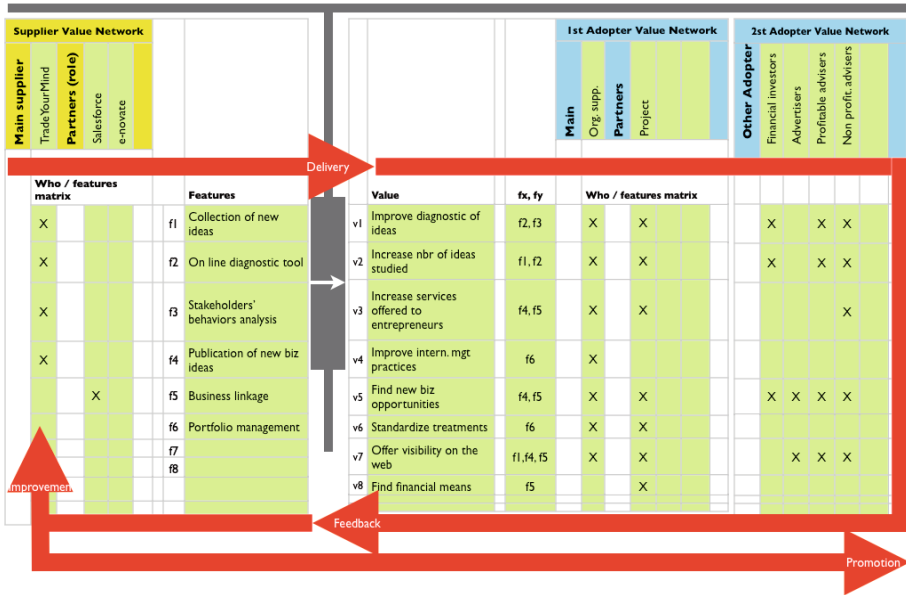 Supplier Value Network
1st Adopter Value Network
2st Adopter Value Network
Main supplier
TradeYourMind
Partners (role)
Salesforce
e-novate
Main
Org. supp.
Partners
Project
Other Adopter
Financial investors
Advertisers
Profitable advisers
Non profit. advisers
Delivery
Who / features
matrix
Features
Value
fx, fy
Who / features matrix
X
f1
Collection of new
ideas
v1
Improve diagnostic of
ideas
f2, f3
X X
X X X
X
f2
On line diagnostic tool
v2
Increase nbr of ideas
studied
f1, f2
X X
X X X
X
f3
Stakeholders'
behaviors analysis
v3
Increase services
offered to
entrepreneurs
f4, f5
X X
X
X
f4
Publication of new biz
ideas
v4
Improve intern. mgt
practices
f6
X
X
f5
Business linkage
v5
Find new biz
opportunities
f4, f5
X X
X X X X
f6
Portfolio management
v6
Standardize treatments
f6
X X
f7
f8
v7
Offer visibility on the
web
f1,f4, f5
X X
X X X
v8
Find financial means
f5
X
Improvement
Feedback
Promotion